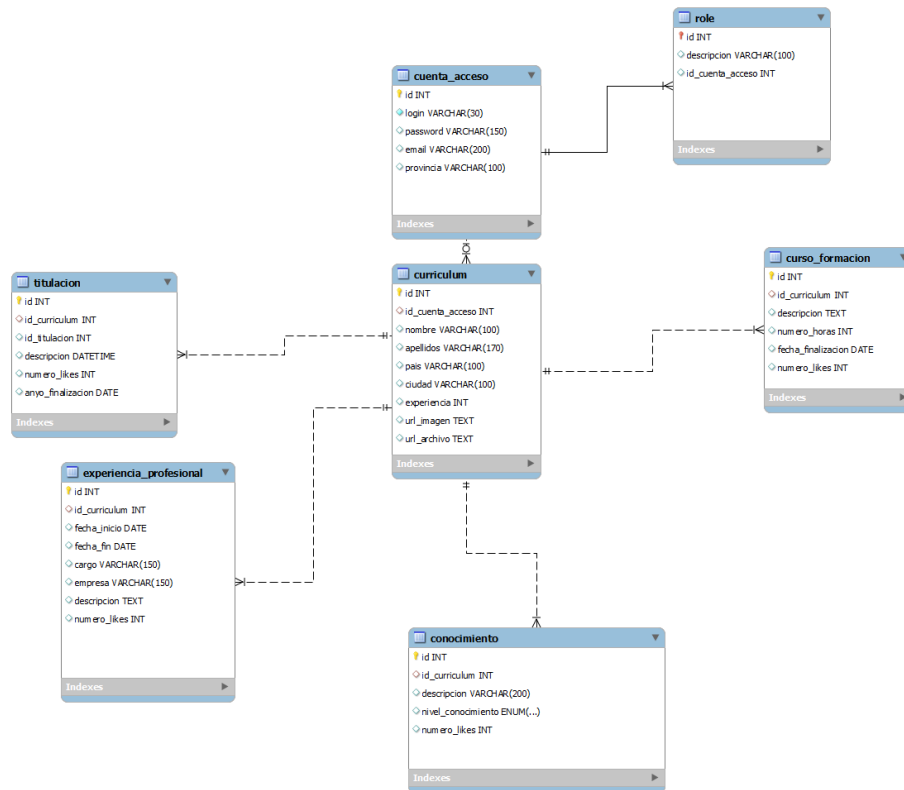 role
id INT
descripcion VARCHAR(100)
id_cuenta_acceso INT
Indexes
cuenta_acceso
id INT
login VARCHAR(30)
password VARCHAR(150)
email VARCHAR(200)
provincia VARCHAR(100)
Indexes
titulacion
id INT
id_curriculum INT
id_titulacion INT
descripcion DATETIME
numero_likes INT
anyo_finalizacion DATE
Indexes
curriculum
id INT
id_cuenta_acceso INT
nombre VARCHAR(100)
apellidos VARCHAR(170)
pais VARCHAR(100)
ciudad VARCHAR(100)
experiencia INT
url_imagen TEXT
url_archivo TEXT
Indexes
curso_formacion
id INT
id_curriculum INT
descripcion TEXT
numero_horas INT
fecha_finalizacion DATE
numero_likes INT
Indexes
experiencia_profesional
id INT
id_curriculum INT
fecha_inicio DATE
fecha_fin DATE
cargo VARCHAR(150)
empresa VARCHAR(150)
descripcion TEXT
numero_likes INT
Indexes
conocimiento
id INT
id_curriculum INT
descripcion VARCHAR(200)
nivel_conocimiento ENUM(...)
numero_likes INT
Indexes